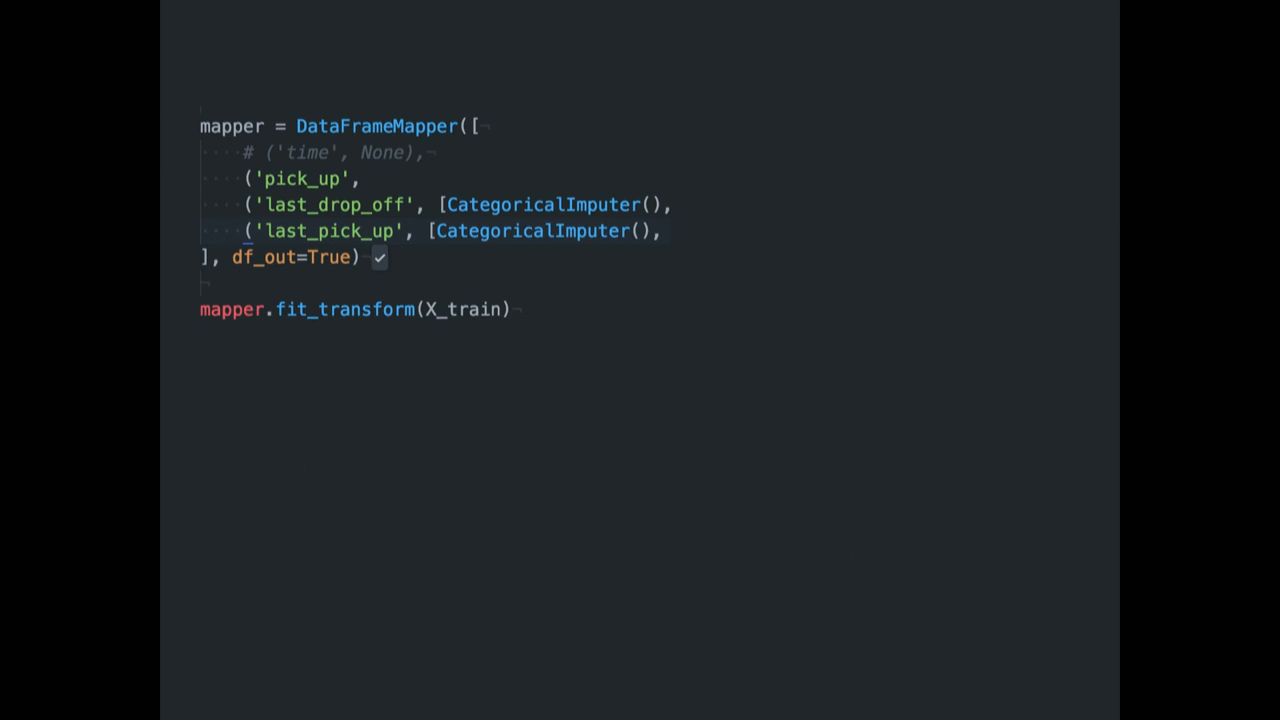 mapper = DataFrameMapper([
    # ('time', None),
    ('pick_up',
    ('last_drop_off', [CategoricalImputer(),
    ('last_pick_up', [CategoricalImputer(),
], df_out=True) ✓
mapper.fit_transform(X_train)